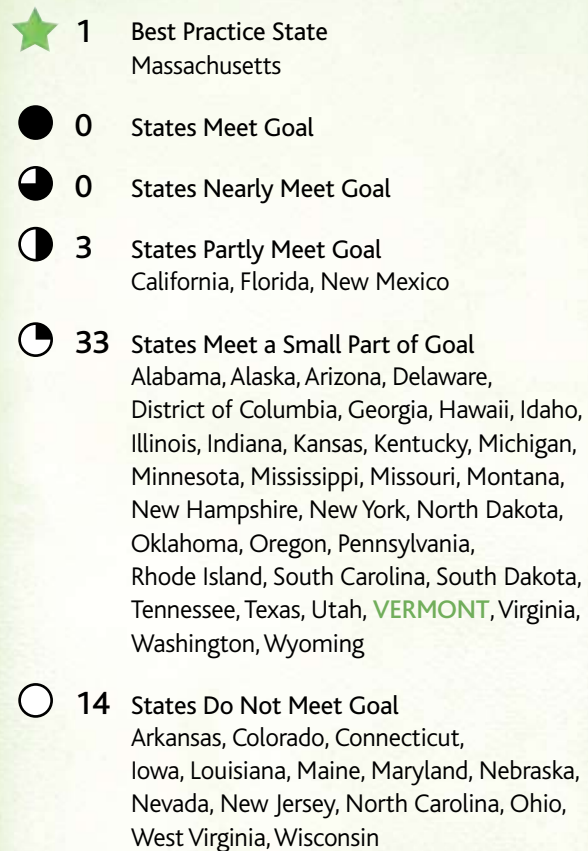 1 Best Practice State
Massachusetts
0 States Meet Goal
0 States Nearly Meet Goal
3 States Partly Meet Goal
California, Florida, New Mexico
33 States Meet a Small Part of Goal
Alabama, Alaska, Arizona, Delaware,
District of Columbia, Georgia, Hawaii, Idaho,
Illinois, Indiana, Kansas, Kentucky, Michigan,
Minnesota, Mississippi, Missouri, Montana,
New Hampshire, New York, North Dakota,
Oklahoma, Oregon, Pennsylvania,
Rhode Island, South Carolina, South Dakota,
Tennessee, Texas, Utah, VERMONT, Virginia,
Washington, Wyoming
14 States Do Not Meet Goal
Arkansas, Colorado, Connecticut,
Iowa, Louisiana, Maine, Maryland, Nebraska,
Nevada, New Jersey, North Carolina, Ohio,
West Virginia, Wisconsin